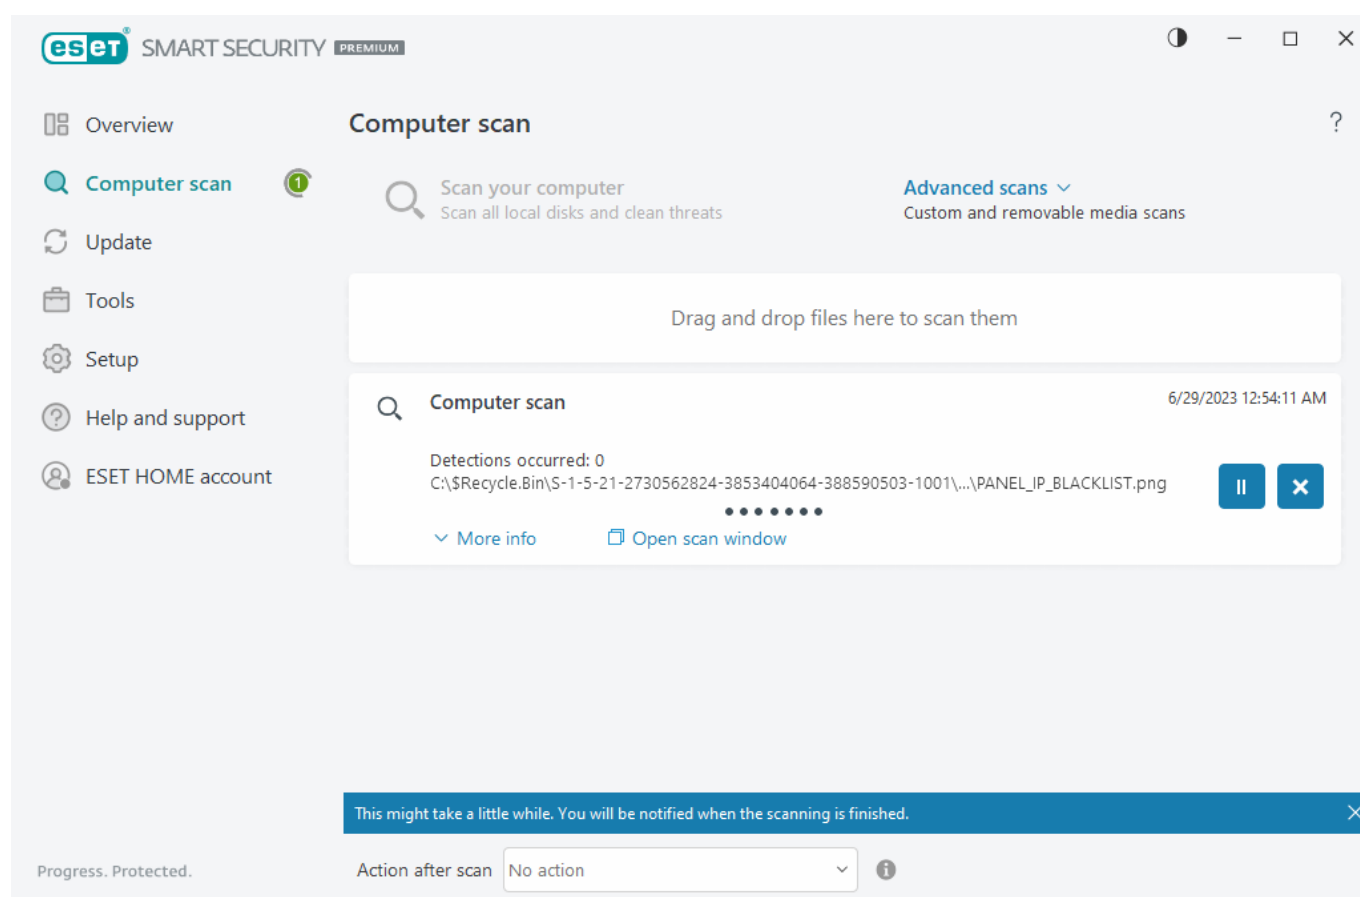 eset® SMART SECURITY PREMIUM
Overview
Computer scan 1
Update
Tools
Setup
Help and support
ESET HOME account
Progress. Protected.
Computer scan ?
Scan your computer
Scan all local disks and clean threats
Advanced scans
Custom and removable media scans
Drag and drop files here to scan them
Computer scan 6/29/2023 12:54:11 AM
Detections occurred: 0
C:\$Recycle.Bin\S-1-5-21-2730562824-3853404064-388590503-1001\...\PANEL_IP_BLACKLIST.png
More info Open scan window
This might take a little while. You will be notified when the scanning is finished.
Action after scan No action